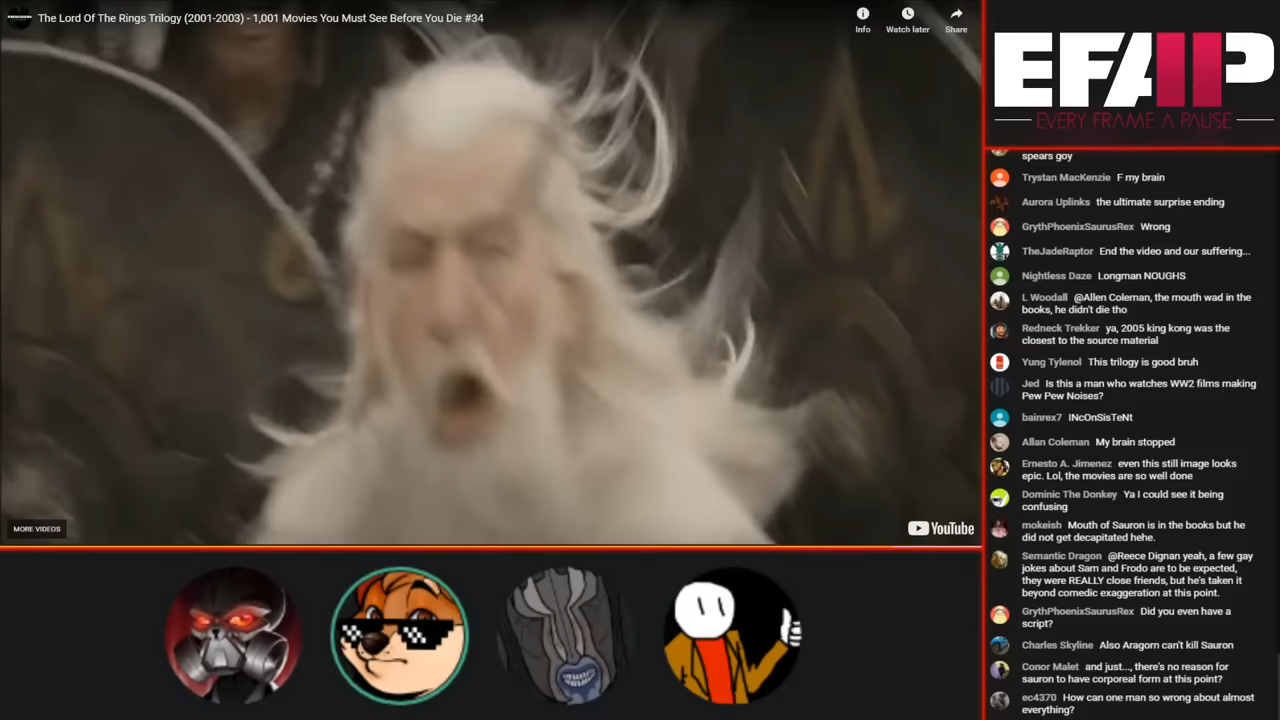 The Lord Of The Rings Trilogy (2001-2003) - 1,001 Movies You Must See Before You Die #34
Info
Watch later
Share
EFAP
EVERY FRAME A PAUSE
spears goy
Trystan MacKenzie F my brain
Aurora Uplinks the ultimate surprise ending
GrythPhoenixSaurusRex Wrong
TheJadeRaptor End the video and our suffering...
Nightless Daze Longman NOUGHS
L Woodall @Allen Coleman, the mouth wad in the
books, he didn't die tho
Redneck Trekker ya, 2005 king kong was the
closest to the source material
Yung Tylenol This trilogy is good bruh
Jed Is this a man who watches WW2 films making
Pew Pew Noises?
bainrex7 INcOnSisTeNt
Allan Coleman My brain stopped
Ernesto A. Jimenez even this still image looks
epic. Lol, the movies are so well done
Dominic The Donkey Ya I could see it being
confusing
mokeish Mouth of Sauron is in the books but he
did not get decapitated hehe.
Semantic Dragon @Reece Dignan yeah, a few gay
jokes about Sam and Frodo are to be expected,
they were REALLY close friends, but he's taken it
beyond comedic exaggeration at this point.
GrythPhoenixSaurusRex Did you even have a
script?
Charles Skyline Also Aragorn can't kill Sauron
Conor Malet and just..., there's no reason for
sauron to have corporeal form at this point?
ec4370 How can one man so wrong about almost
everything?
MORE VIDEOS
YouTube